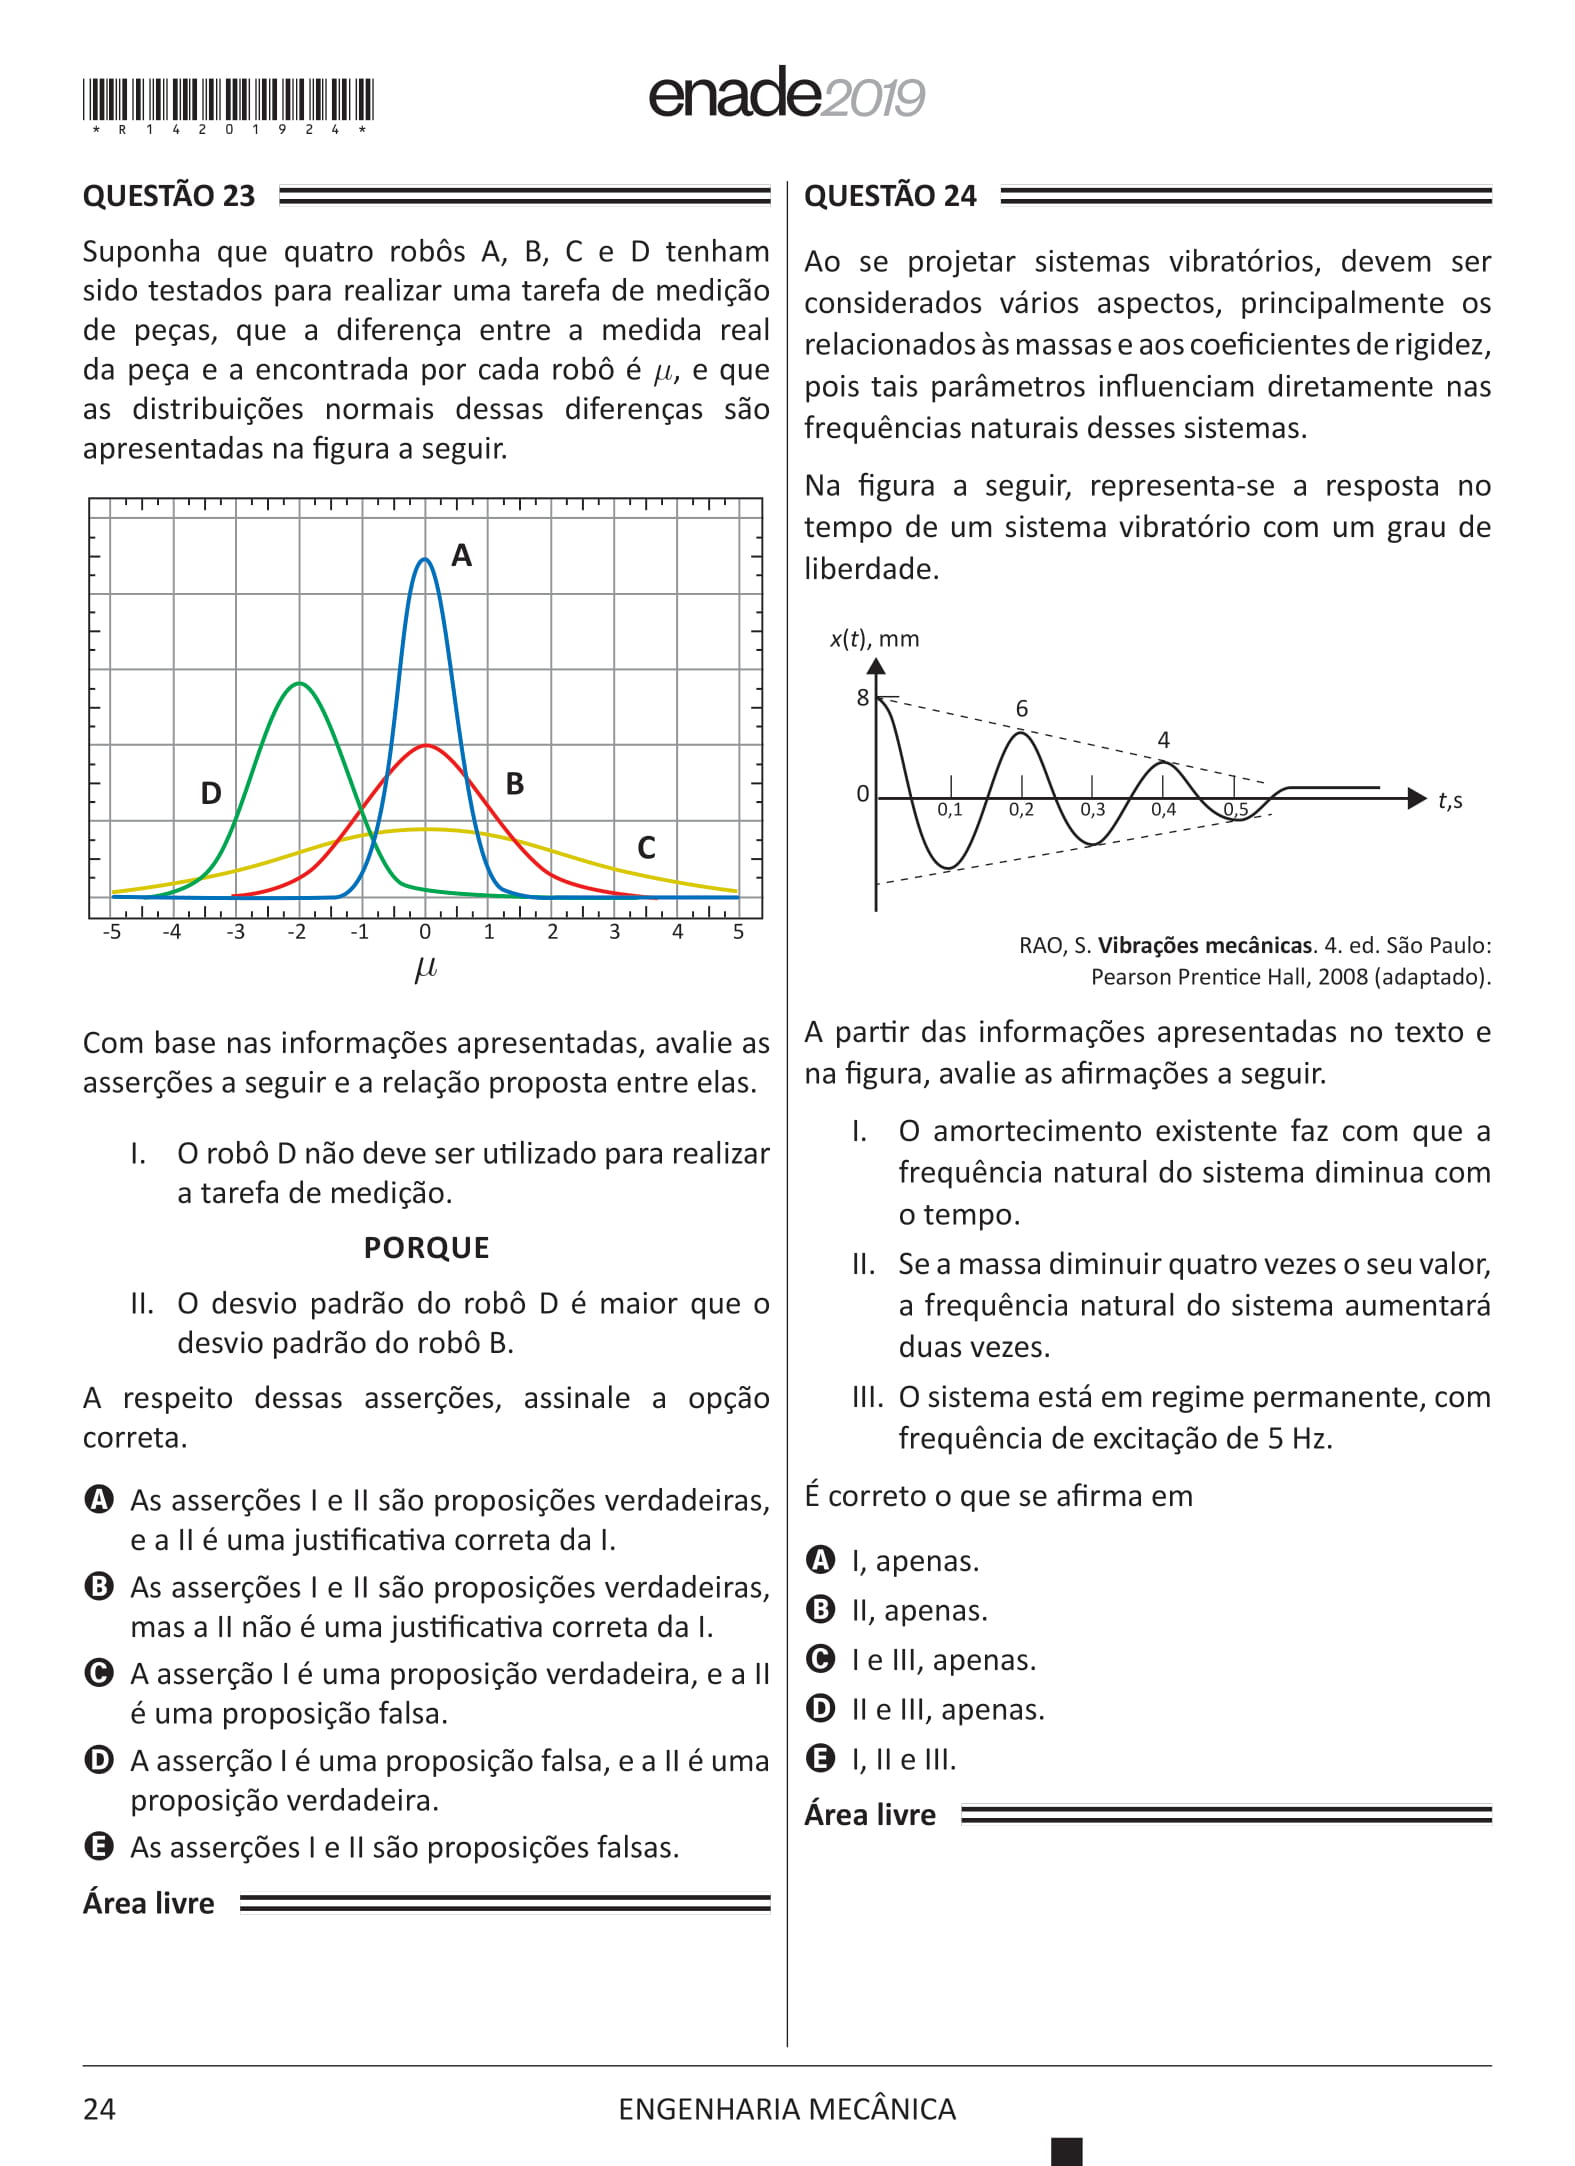 *R14201924*
enade2019
QUESTÃO 23
Suponha que quatro robôs A, B, C e D tenham
sido testados para realizar uma tarefa de medição
de peças, que a diferença entre a medida real
da peça e a encontrada por cada robô é μ, e que
as distribuições normais dessas diferenças são
apresentadas na figura a seguir.
A
B
C
D
-5 -4 -3 -2 -1 0 1 2 3 4 5
μ
Com base nas informações apresentadas, avalie as
asserções a seguir e a relação proposta entre elas.
I. O robô D não deve ser utilizado para realizar
a tarefa de medição.
PORQUE
II. O desvio padrão do robô D é maior que o
desvio padrão do robô B.
A respeito dessas asserções, assinale a opção
correta.
A As asserções I e II são proposições verdadeiras,
e a II é uma justificativa correta da I.
B As asserções I e II são proposições verdadeiras,
mas a II não é uma justificativa correta da I.
C A asserção I é uma proposição verdadeira, e a II
é uma proposição falsa.
D A asserção I é uma proposição falsa, e a II é uma
proposição verdadeira.
E As asserções I e II são proposições falsas.
Área livre
QUESTÃO 24
Ao se projetar sistemas vibratórios, devem ser
considerados vários aspectos, principalmente os
relacionados às massas e aos coeficientes de rigidez,
pois tais parâmetros influenciam diretamente nas
frequências naturais desses sistemas.
Na figura a seguir, representa-se a resposta no
tempo de um sistema vibratório com um grau de
liberdade.
x(t), mm
8
6
4
0
0,1 0,2 0,3 0,4 0,5
t,s
RAO, S. Vibrações mecânicas. 4. ed. São Paulo:
Pearson Prentice Hall, 2008 (adaptado).
A partir das informações apresentadas no texto e
na figura, avalie as afirmações a seguir.
I. O amortecimento existente faz com que a
frequência natural do sistema diminua com
o tempo.
II. Se a massa diminuir quatro vezes o seu valor,
a frequência natural do sistema aumentará
duas vezes.
III. O sistema está em regime permanente, com
frequência de excitação de 5 Hz.
É correto o que se afirma em
A I, apenas.
B II, apenas.
C I e III, apenas.
D II e III, apenas.
E I, II e III.
Área livre
24
ENGENHARIA MECÂNICA